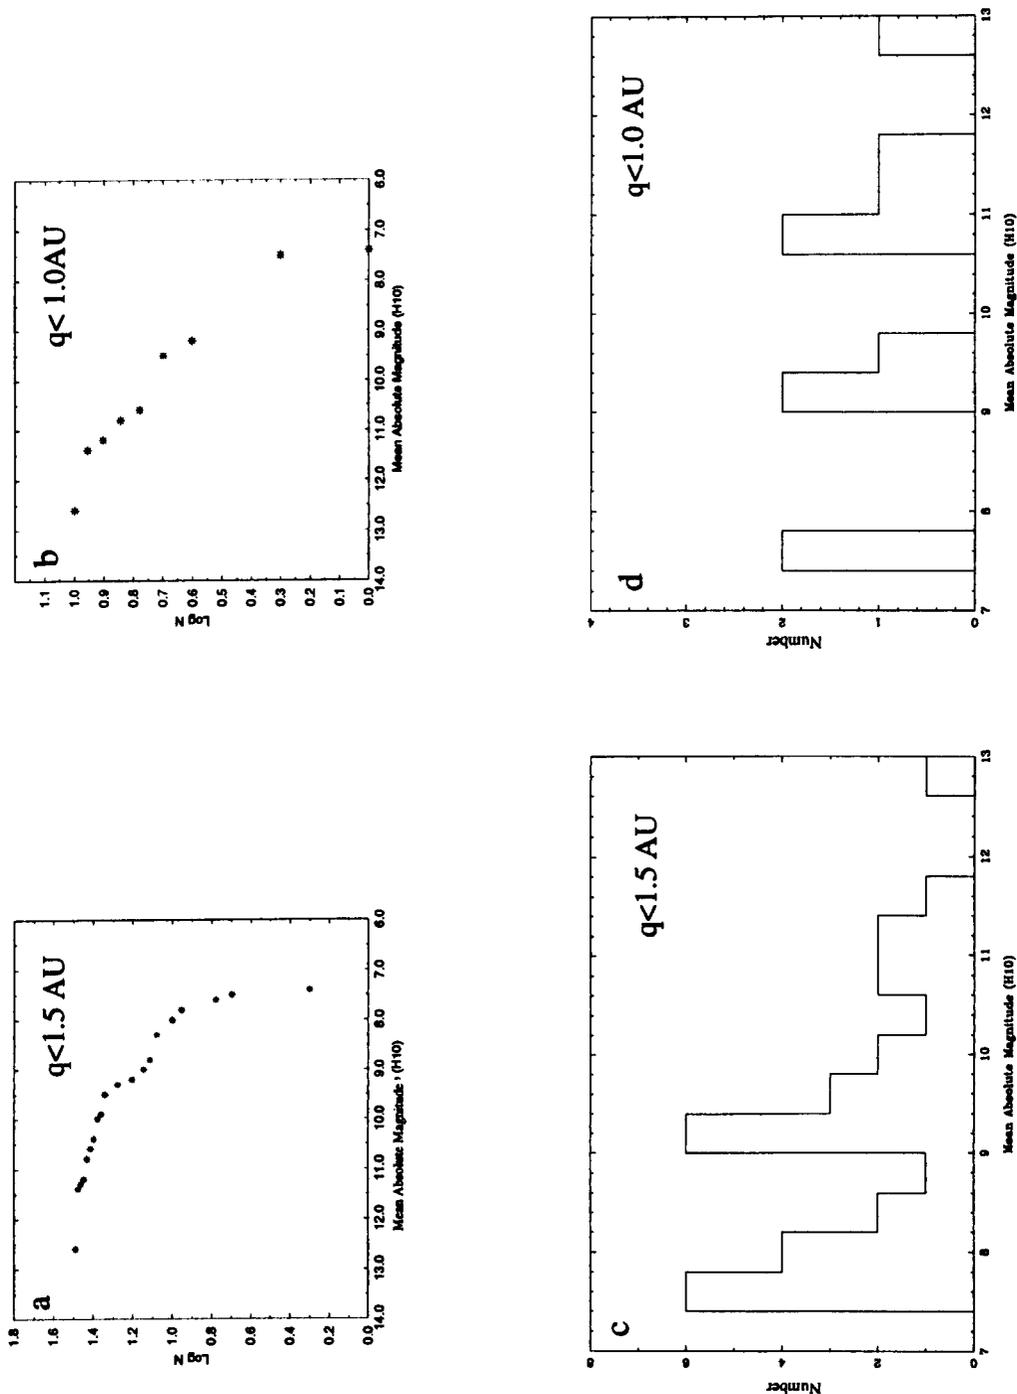 a
q<1.5 AU
1.8
1.6
1.4
1.2
1.0
0.8
0.6
0.4
0.2
0.0
Log N
14.0 13.0 12.0 11.0 10.0 9.0 8.0 7.0 6.0
Mean Absolute Magnitude, (H10)
b
q< 1.0AU
1.1
1.0
0.9
0.8
0.7
0.6
0.5
0.4
0.3
0.2
0.1
0.0
Log N
14.0 13.0 12.0 11.0 10.0 9.0 8.0 7.0 6.0
Mean Absolute Magnitude (H10)
c
q<1.5 AU
8
6
4
2
0
Number
7 8 9 10 11 12 13
Mean Absolute Magnitude (H10)
d
q<1.0 AU
4
3
2
1
0
Number
7 8 9 10 11 12 13
Mean Absolute Magnitude (H10)